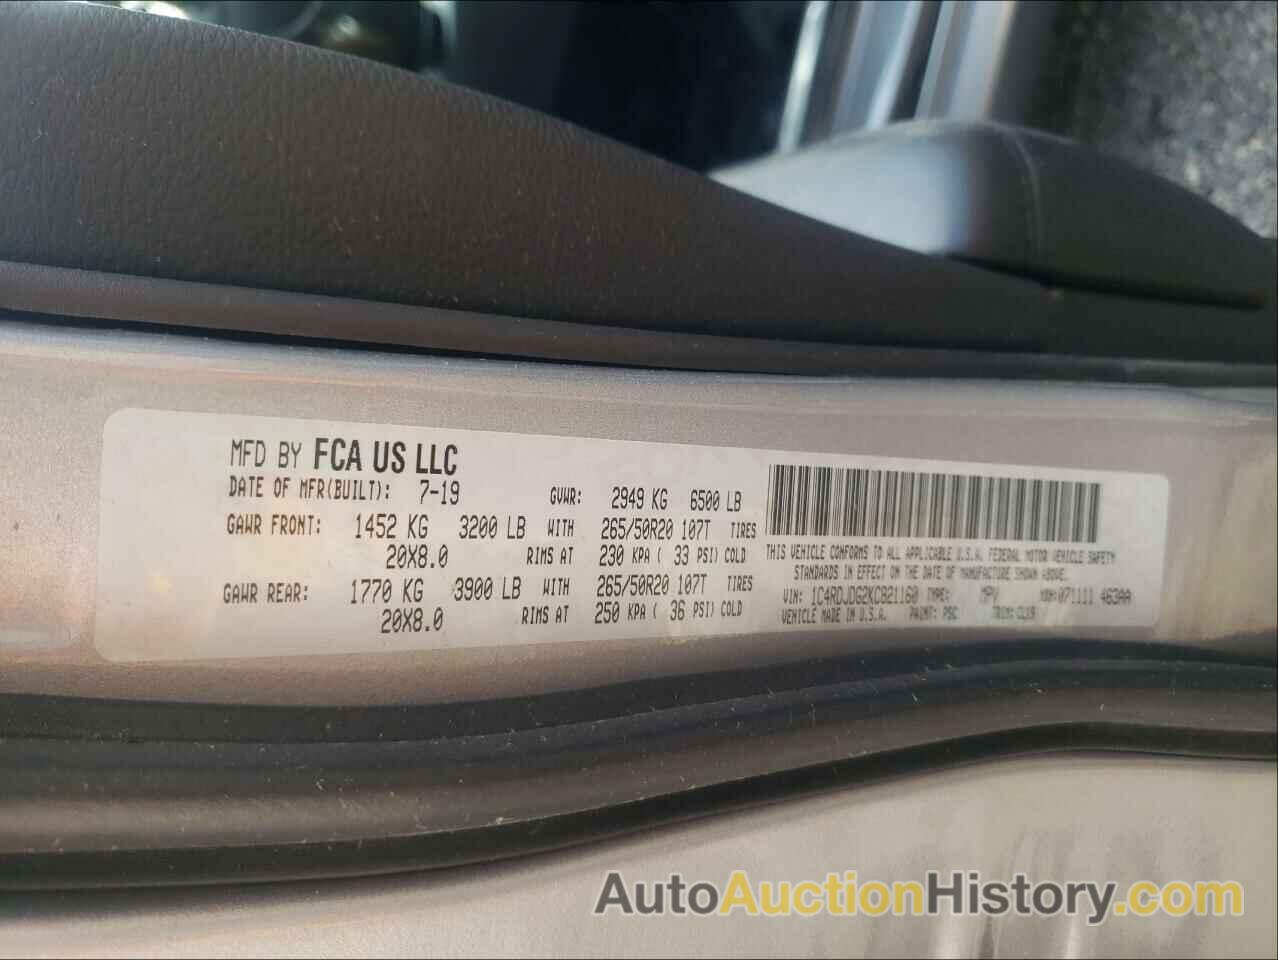 MFD BY FCA US LLC
DATE OF MFR(BUILT): 7-19 GVWR: 2949 KG 6500 LB
GAWR FRONT: 1452 KG 3200 LB WITH 265/50R20 107T TIRES
20X8.0 RIMS AT 230 KPA ( 33 PSI) COLD
GAWR REAR: 1770 KG 3900 LB WITH 265/50R20 107T TIRES
20X8.0 RIMS AT 250 KPA ( 36 PSI) COLD
THIS VEHICLE CONFORMS TO ALL APPLICABLE U.S.A. FEDERAL MOTOR VEHICLE SAFETY
STANDARDS IN EFFECT ON THE DATE OF MANUFACTURE SHOWN ABOVE.
VIN: 1C4RDJDG2KC821160 TYPE: MPV MDH: 071111 463AA
VEHICLE MADE IN U.S.A. PAINT: PSC TRIM:
AutoAuctionHistory.com